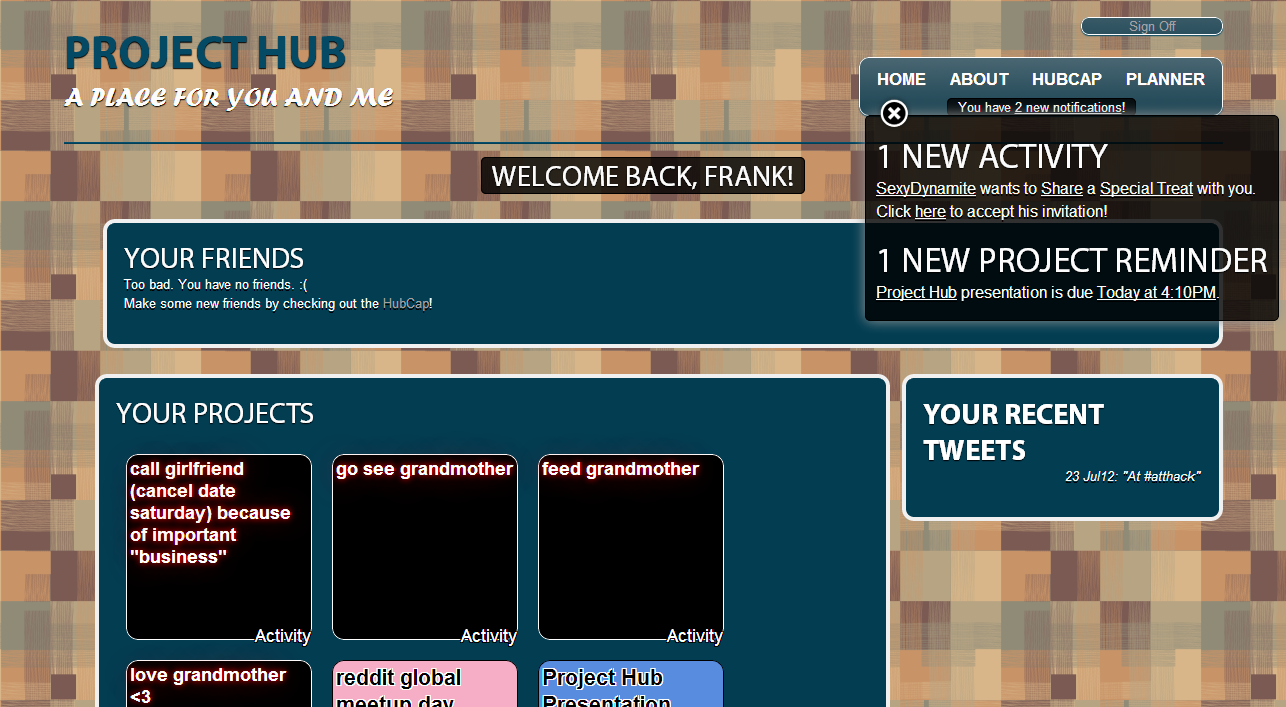 PROJECT HUB
A PLACE FOR YOU AND ME
Sign Off
HOME ABOUT HUBCAP PLANNER
You have 2 new notifications!
1 NEW ACTIVITY
SexyDynamite wants to Share a Special Treat with you.
Click here to accept his invitation!
1 NEW PROJECT REMINDER
Project Hub presentation is due Today at 4:10PM.
WELCOME BACK, FRANK!
YOUR FRIENDS
Too bad. You have no friends. :(
Make some new friends by checking out the HubCap!
YOUR PROJECTS
call girlfriend
(cancel date
saturday) because
of important
"business"
Activity
go see grandmother
Activity
feed grandmother
Activity
love grandmother
<3
reddit global
meetup day
Project Hub
Presentation
YOUR RECENT
TWEETS
23 Jul12: "At #atthack"